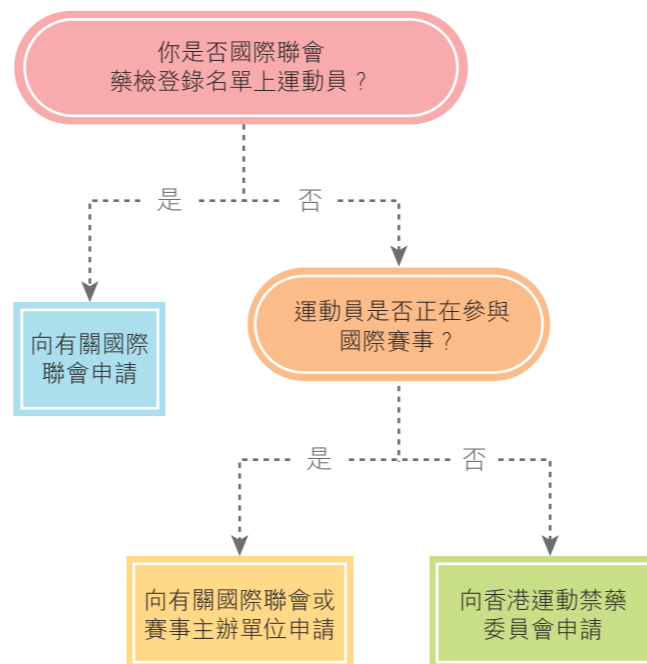 你是否國際聯會
藥檢登錄名單上運動員？
是
否
向有關國際
聯會申請
運動員是否正在參與
國際賽事？
是
否
向有關國際聯會或
賽事主辦單位申請
向香港運動禁藥
委員會申請